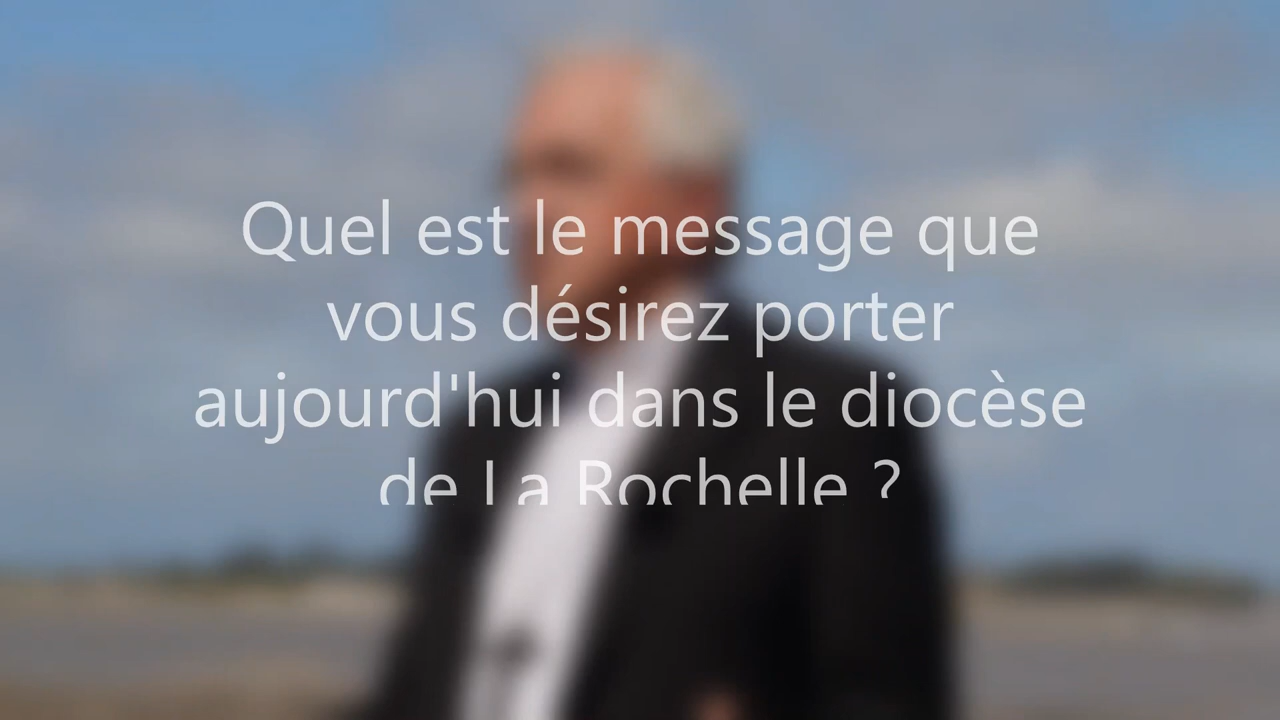 Quel est le message que
vous désirez porter
aujourd'hui dans le diocèse
de La Rochelle ?